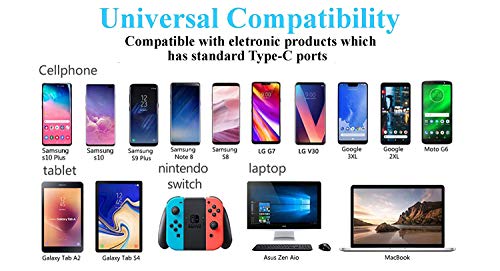 Universal Compatibility
Compatible with eletronic products which
has standard Type-C ports
Cellphone
Samsung
s10 Plus
Samsung
s10
Samsung
S9 Plus
Samsung
Note 8
Samsung
S8
LG G7
LG V30
Google
3XL
Google
2XL
Moto G6
tablet
nintendo
switch
laptop
Galaxy Tab A2
Galaxy Tab S4
Asus Zen Aio
MacBook